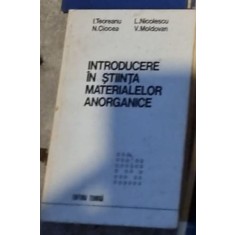 I.Teoreanu L.Nicolescu
N.Ciocea V.Moldovan
INTRODUCERE
ÎN ȘTIINȚA
MATERIALELOR
ANORGANICE